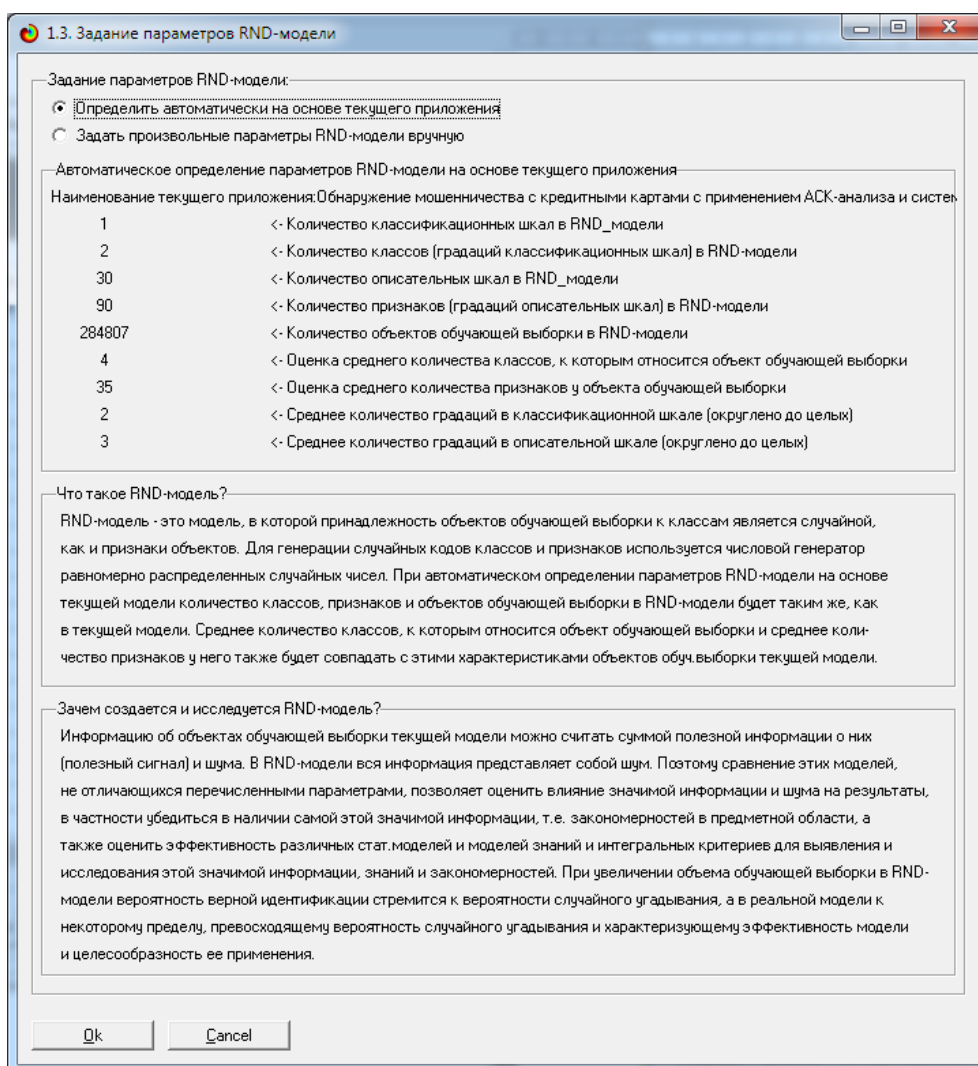 1.3. Задание параметров RND-модели
Задание параметров RND-модели:
Определить автоматически на основе текущего приложения
Задать произвольные параметры RND-модели вручную
Автоматическое определение параметров RND-модели на основе текущего приложения
Наименование текущего приложения:Обнаружение мошенничества с кредитными картами с применением АСК-анализа и систем
1 <- Количество классификационных шкал в RND_модели
2 <- Количество классов (градаций классификационных шкал) в RND-модели
30 <- Количество описательных шкал в RND_модели
90 <- Количество признаков (градаций описательных шкал) в RND-модели
284807 <- Количество объектов обучающей выборки в RND-модели
4 <- Оценка среднего количества классов, к которым относится объект обучающей выборки
35 <- Оценка среднего количества признаков у объекта обучающей выборки
2 <- Среднее количество градаций в классификационной шкале (округлено до целых)
3 <- Среднее количество градаций в описательной шкале (округлено до целых)
Что такое RND-модель?
RND-модель - это модель, в которой принадлежность объектов обучающей выборки к классам является случайной,
как и признаки объектов. Для генерации случайных кодов классов и признаков используется числовой генератор
равномерно распределенных случайных чисел. При автоматическом определении параметров RND-модели на основе
текущей модели количество классов, признаков и объектов обучающей выборки в RND-модели будет таким же, как
в текущей модели. Среднее количество классов, к которым относится объект обучающей выборки и среднее коли-
чество признаков у него также будет совпадать с этими характеристиками объектов обуч.выборки текущей модели.
Зачем создается и исследуется RND-модель?
Информацию об объектах обучающей выборки текущей модели можно считать суммой полезной информации о них
(полезный сигнал) и шума. В RND-модели вся информация представляет собой шум. Поэтому сравнение этих моделей,
не отличающихся перечисленными параметрами, позволяет оценить влияние значимой информации и шума на результаты,
в частности убедиться в наличии самой этой значимой информации, т.е. закономерностей в предметной области, а
также оценить эффективность различных стат.моделей и моделей знаний и интегральных критериев для выявления и
исследования этой значимой информации, знаний и закономерностей. При увеличении объема обучающей выборки в RND-
модели вероятность верной идентификации стремится к вероятности случайного угадывания, а в реальной модели к
некоторому пределу, превосходящему вероятность случайного угадывания и характеризующему эффективность модели
и целесообразность ее применения.
Ok
Cancel